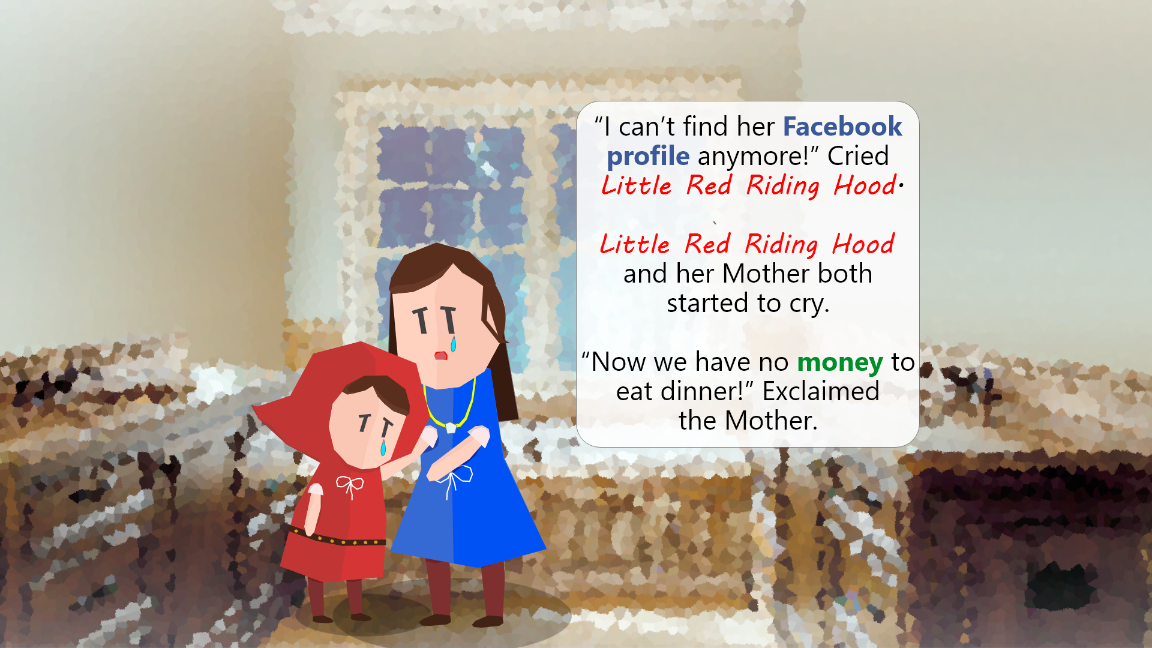 “I can’t find her Facebook
profile anymore!” Cried
Little Red Riding Hood.
Little Red Riding Hood
and her Mother both
started to cry.
“Now we have no money to
eat dinner!” Exclaimed
the Mother.